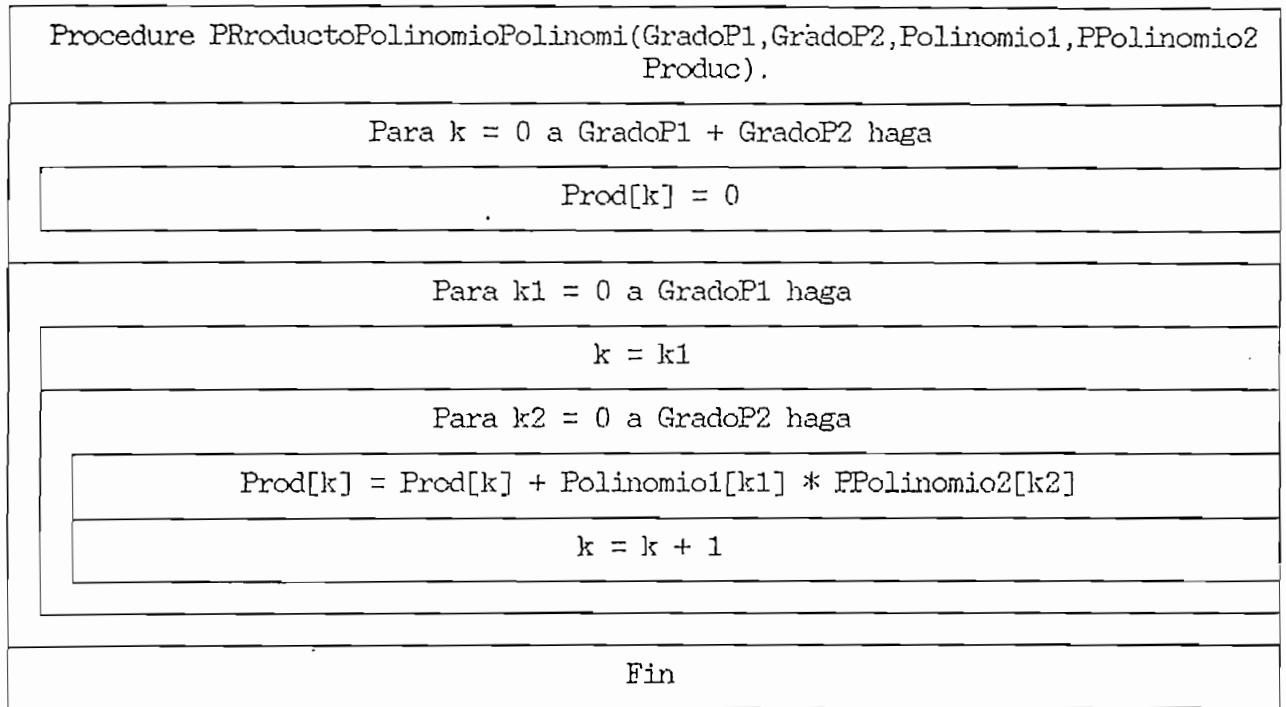 Procedure PRroductoPolinomioPolinomi(GradoP1,GradoP2,Polinomio1,PPolinomio2
Produc).
Para k = 0 a GradoP1 + GradoP2 haga
Prod[k] = 0
Para k1 = 0 a GradoP1 haga
k = k1
Para k2 = 0 a GradoP2 haga
Prod[k] = Prod[k] + Polinomio1[k1] * PPolinomio2[k2]
k = k + 1
Fin